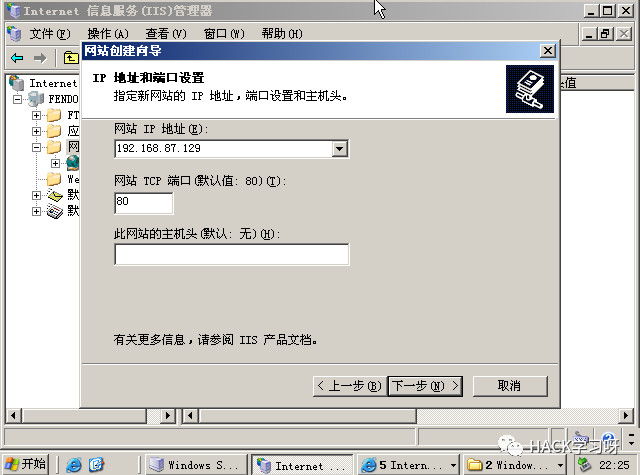 Internet 信息服务(IIS)管理器
文件(F) 操作(A) 查看(V) 窗口(W) 帮助(H)
网站创建向导
IP 地址和端口设置
指定新网站的 IP 地址，端口设置和主机头。
Internet
FENDO
FT
应
网
We
默
默
头值
网站 IP 地址(E):
192.168.87.129
网站 TCP 端口(默认值: 80)(T):
80
此网站的主机头(默认: 无)(H):
有关更多信息，请参阅 IIS 产品文档。
< 上一步(B) 下一步(N) > 取消
HACK学习呀
开始 Windows S... Internet ... 5 Intern... 2 Window... 22:25